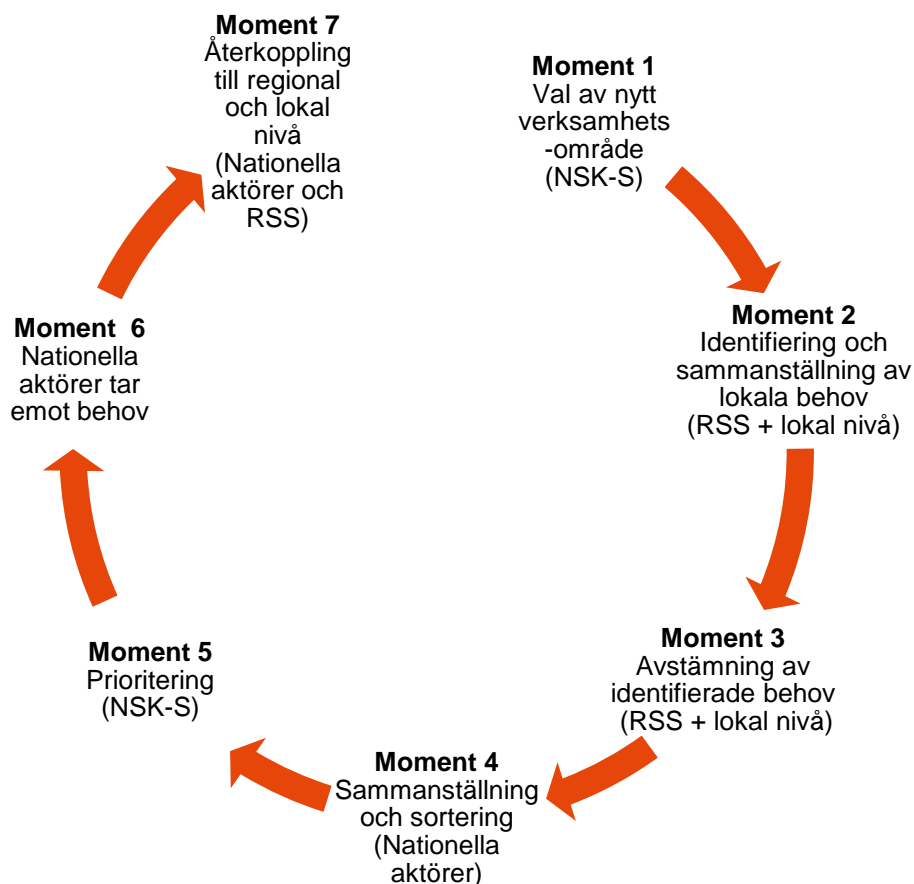 Moment 1
Val av nytt
verksamhets
-område
(NSK-S)
Moment 2
Identifiering och
sammanställning av
lokala behov
(RSS + lokal nivå)
Moment 3
Avstämning av
identifierade behov
(RSS + lokal nivå)
Moment 4
Sammanställning
och sortering
(Nationella
aktörer)
Moment 5
Prioritering
(NSK-S)
Moment  6
Nationella
aktörer tar
emot behov
Moment 7
Återkoppling
till regional
och lokal
nivå
(Nationella
aktörer och
RSS)